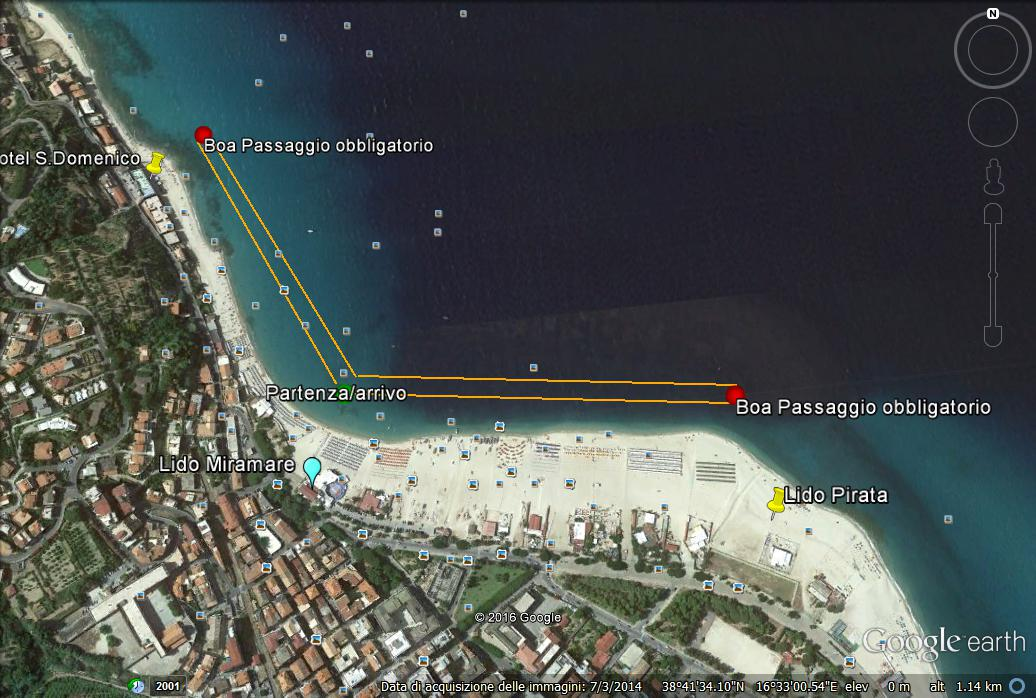 N
Boa Passaggio obbligatorio
otel S.Domenico
Partenza/arrivo
Boa Passaggio obbligatorio
Lido Miramare
Lido Pirata
© 2016 Google
Google earth
2001
Data di acquisizione delle immagini: 7/3/2014 38°41'34.10"N 16°33'00.54"E elev 0 m alt 1.14 km